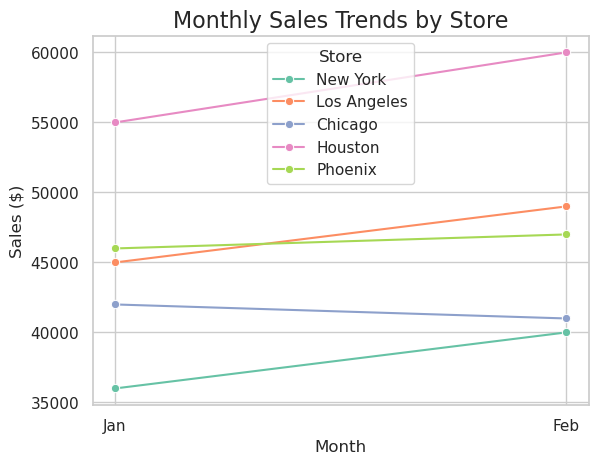 Monthly Sales Trends by Store
60000
55000
50000
45000
40000
35000
Sales ($)
Store
New York
Los Angeles
Chicago
Houston
Phoenix
Jan
Feb
Month